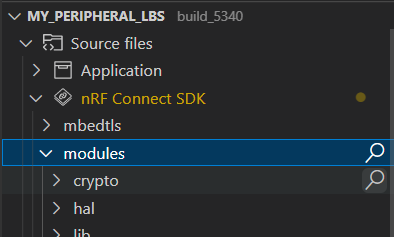 MY_PERIPHERAL_LBS build_5340
Source files
Application
nRF Connect SDK
mbedtls
modules
crypto
hal
lib